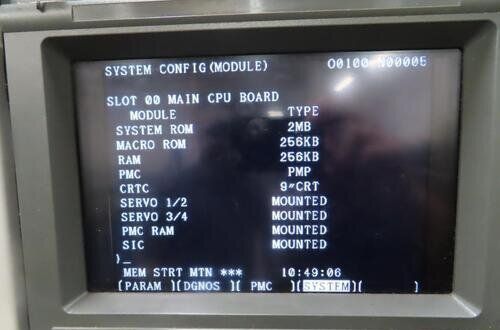 SYSTEM CONFIG(MODULE) O0100 N00005
SLOT 00 MAIN CPU BOARD
MODULE TYPE
SYSTEM ROM 2MB
MACRO ROM 256KB
RAM 256KB
PMC PMP
CRTC 9"CRT
SERVO 1/2 MOUNTED
SERVO 3/4 MOUNTED
PMC RAM MOUNTED
SIC MOUNTED
)_
MEM STRT MTN *** 10:49:06
[PARAM ][DGNOS ][ PMC ][SYSTEM][ ]